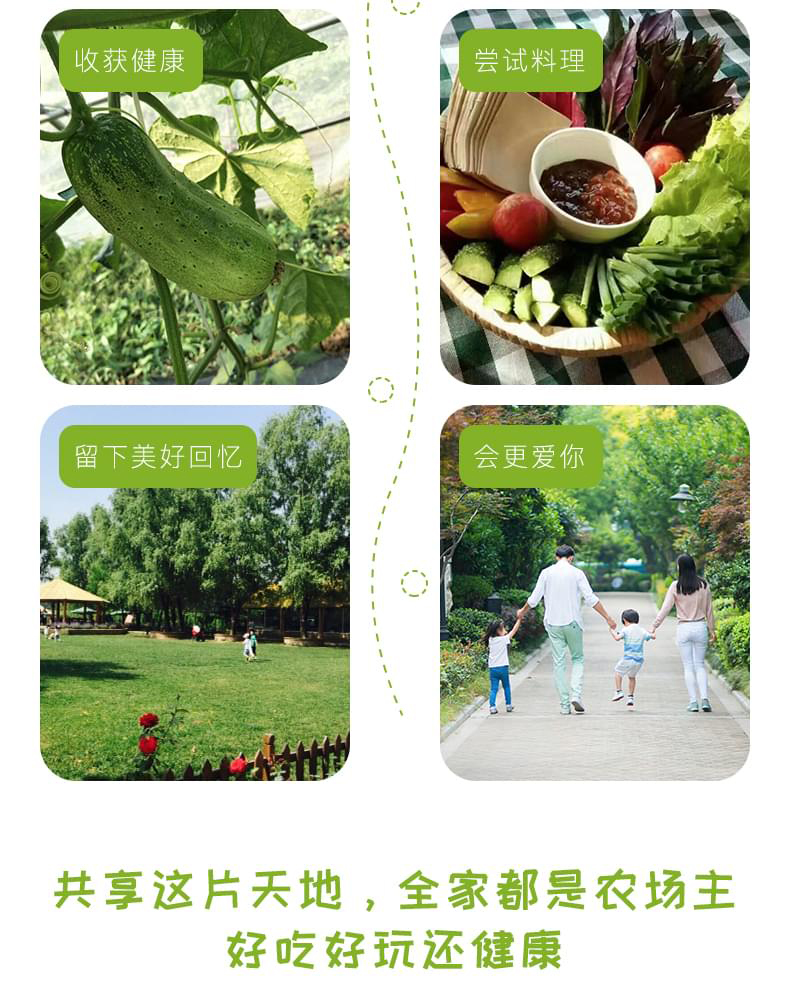 收获健康
尝试料理
留下美好回忆
会更爱你
共享这片天地，全家都是农场主
好吃好玩还健康